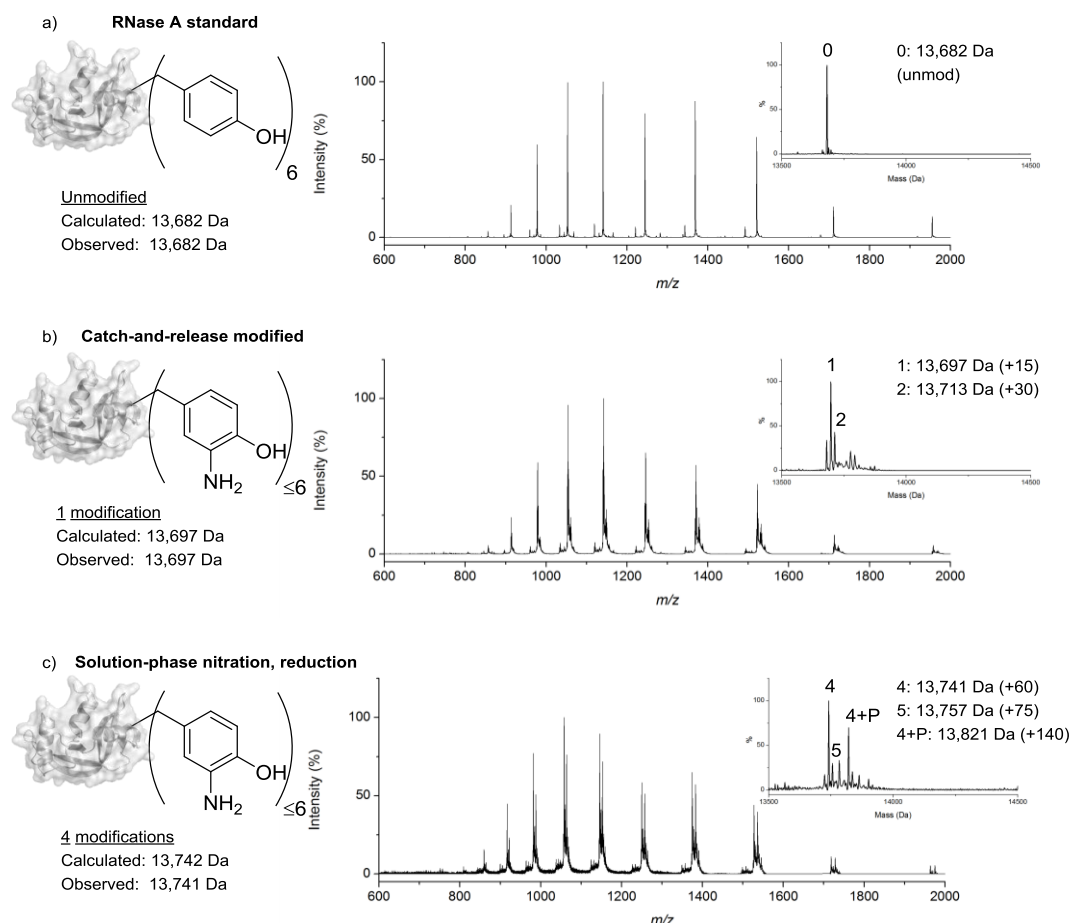 a) RNase A standard
OH
6
Unmodified
Calculated: 13,682 Da
Observed: 13,682 Da
Intensity (%)
100
50
0
600 800 1000 1200 1400 1600 1800 2000
m/z
0
0: 13,682 Da
(unmod)
%
100
50
0
13500 14000 14500
Mass (Da)
b) Catch-and-release modified
OH
NH2
≤6
1 modification
Calculated: 13,697 Da
Observed: 13,697 Da
Intensity (%)
100
50
0
600 800 1000 1200 1400 1600 1800 2000
m/z
1
2
1: 13,697 Da (+15)
2: 13,713 Da (+30)
%
100
50
0
13500 14000 14500
Mass (Da)
c) Solution-phase nitration, reduction
OH
NH2
≤6
4 modifications
Calculated: 13,742 Da
Observed: 13,741 Da
Intensity (%)
100
50
0
600 800 1000 1200 1400 1600 1800 2000
m/z
4
4+P
5
4: 13,741 Da (+60)
5: 13,757 Da (+75)
4+P: 13,821 Da (+140)
%
100
50
0
13500 14000 14500
Mass (Da)